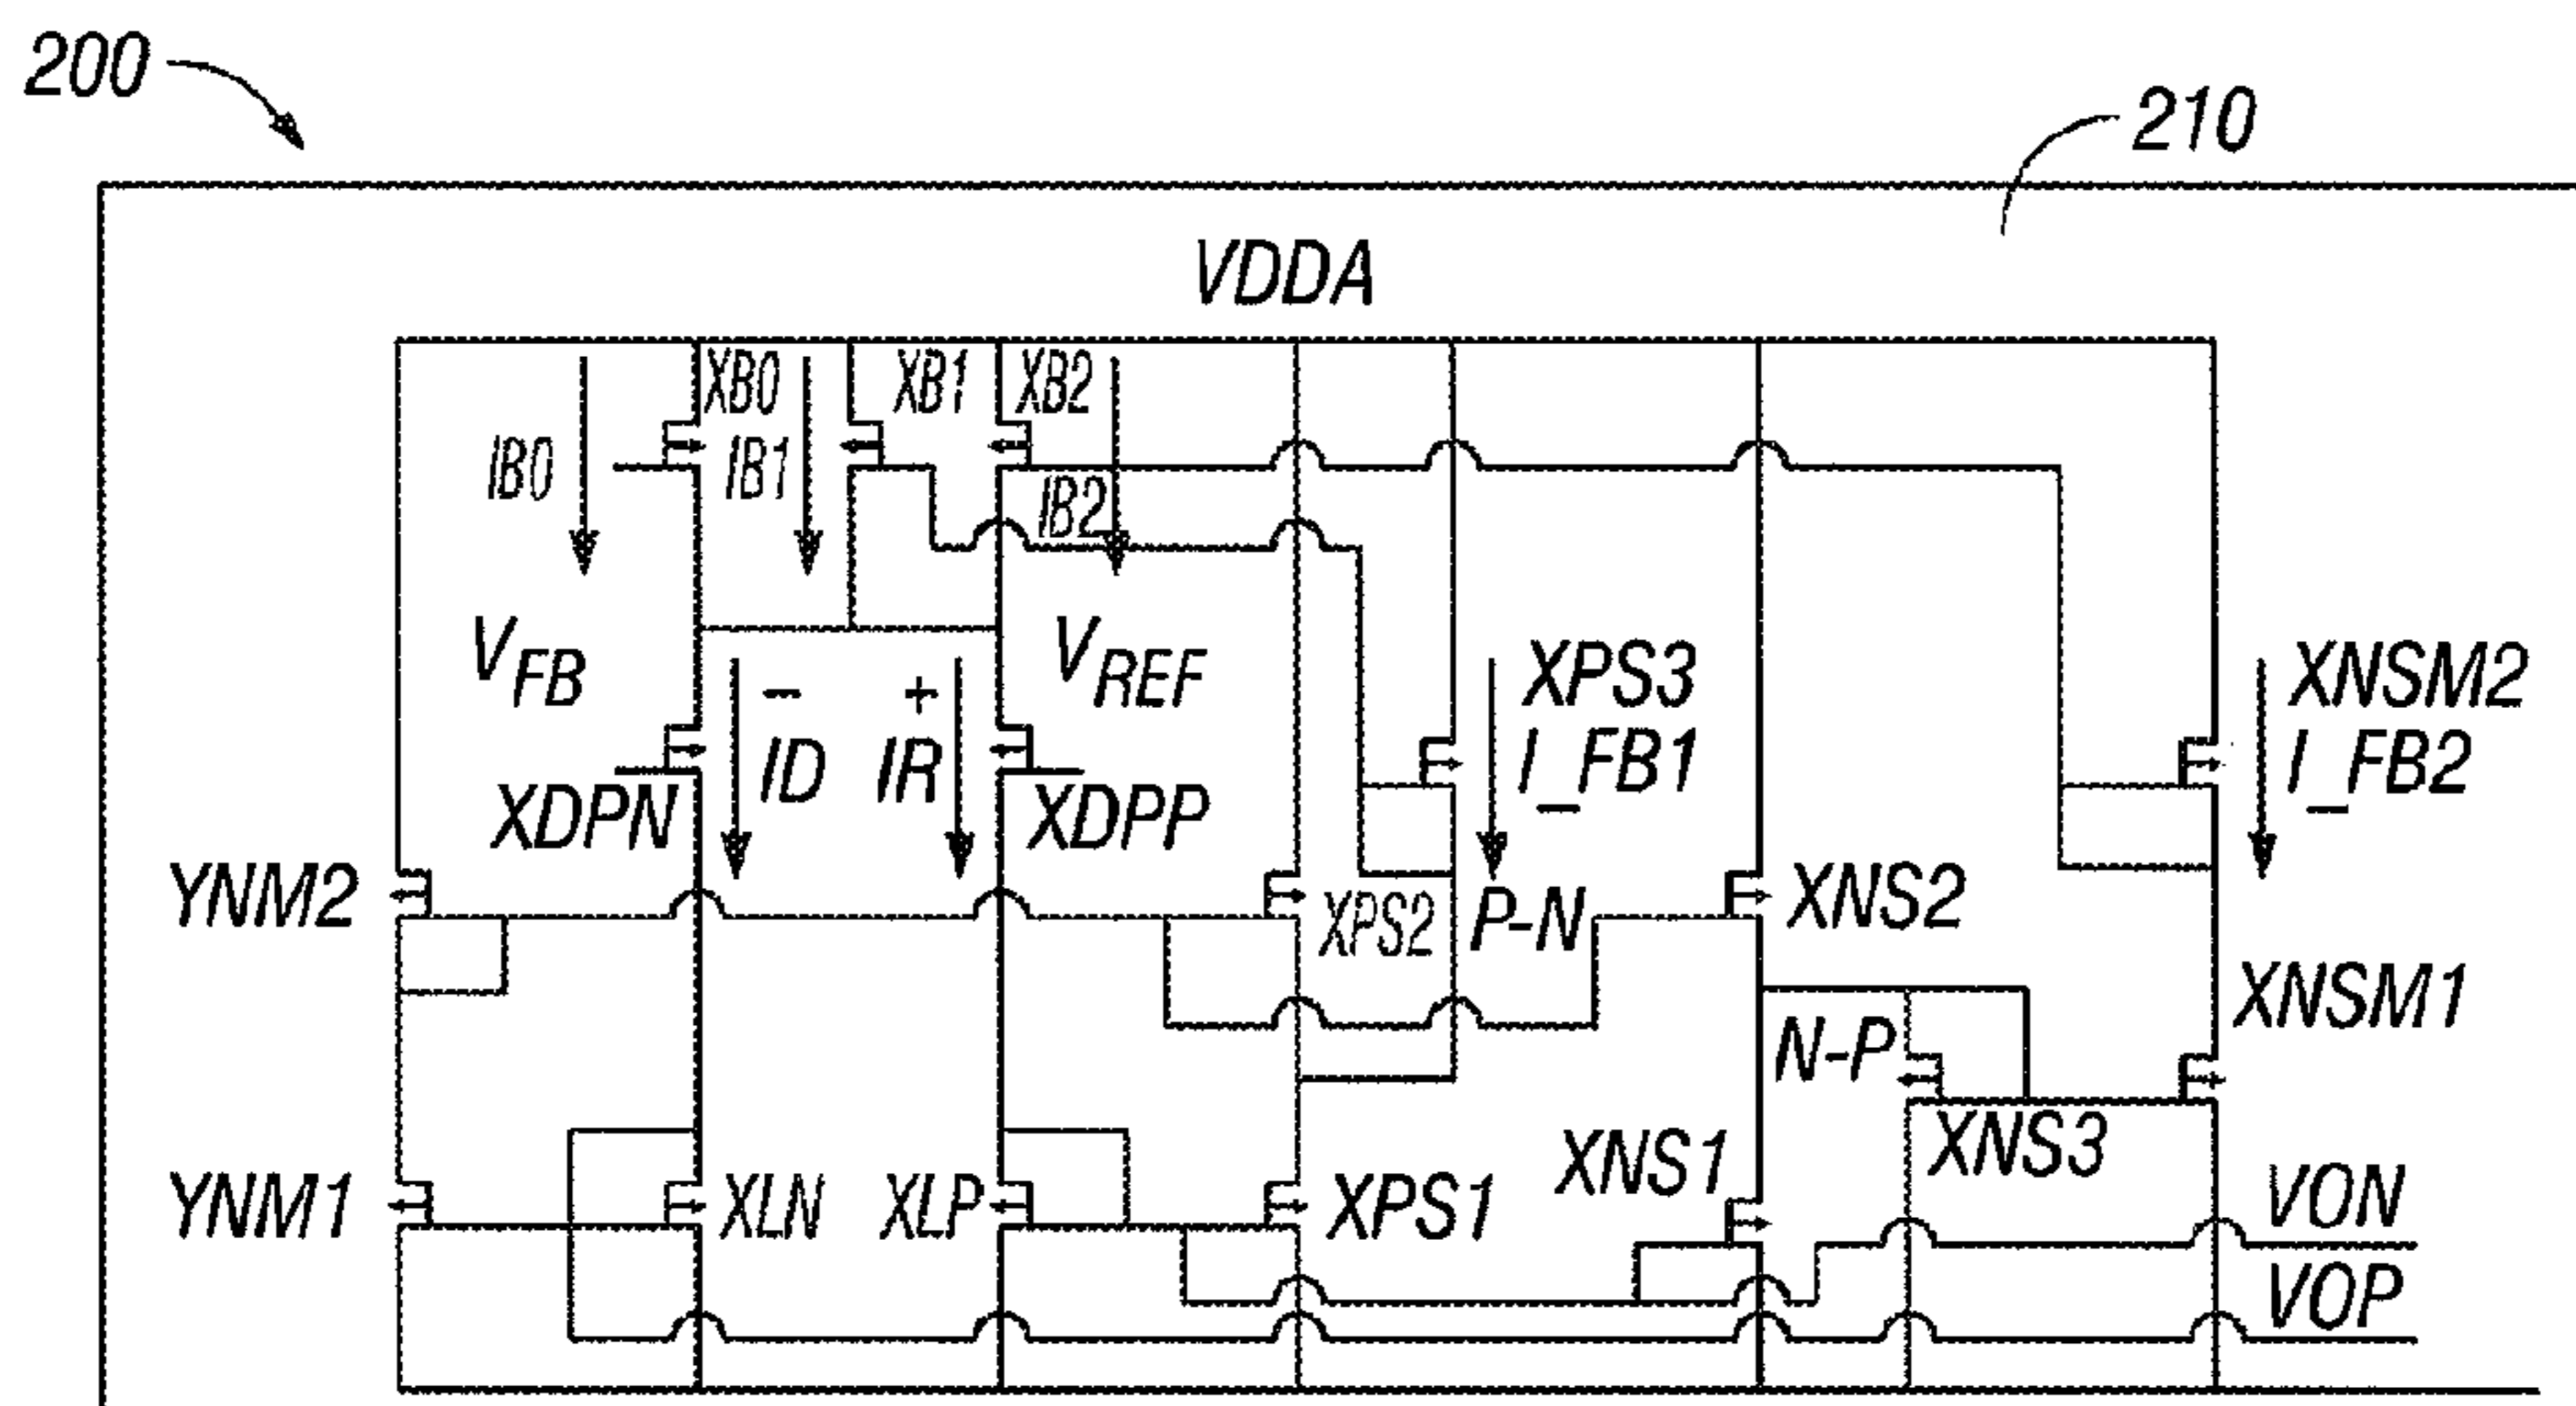 200
210
VDDA
XB0
XB1
XB2
IB0
IB1
IB2
VFB
VREF
-
+
ID
IR
XDPN
XDPP
XPS3
I_FB1
XNSM2
I_FB2
YNM2
XPS2
P-N
XNS2
XNSM1
N-P
XNS3
YNM1
XLN
XLP
XPS1
XNS1
VON
VOP